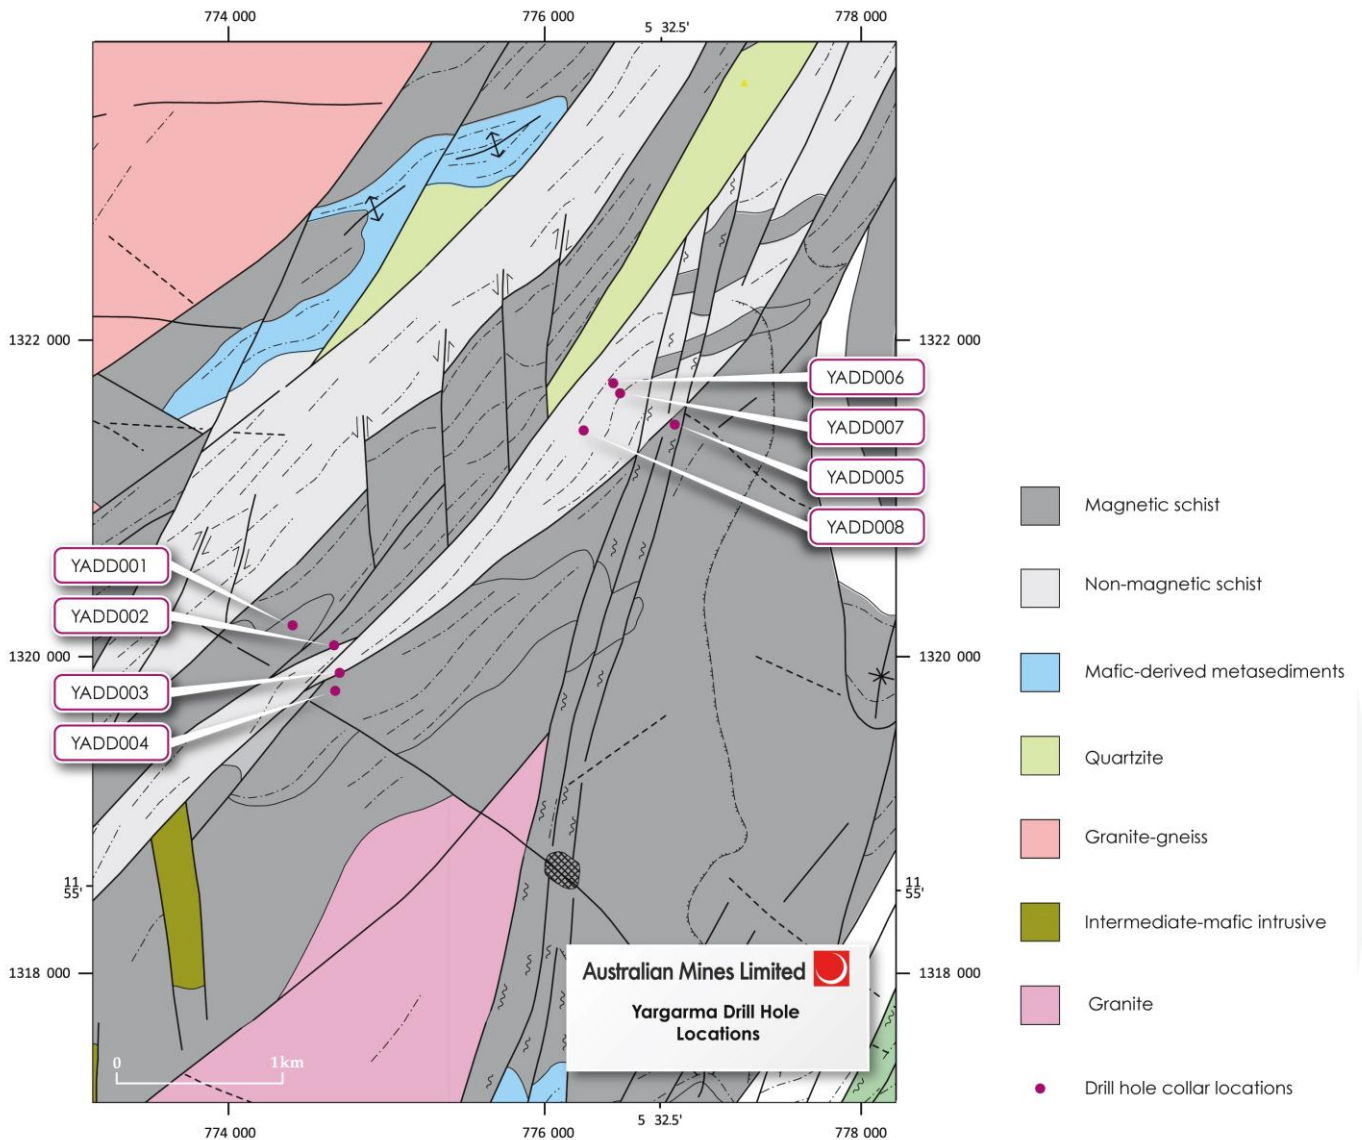 774 000
776 000
778 000
5 32.5'
1322 000
1322 000
YADD006
YADD007
YADD005
YADD008
Magnetic schist
Non-magnetic schist
YADD001
YADD002
1320 000
1320 000
YADD003
YADD004
Mafic-derived metasediments
Quartzite
Granite-gneiss
11
55'
11
55'
Intermediate-mafic intrusive
1318 000
1318 000
Australian Mines Limited
Yargarma Drill Hole
Locations
Granite
0 1km
Drill hole collar locations
774 000
776 000
5 32.5'
778 000